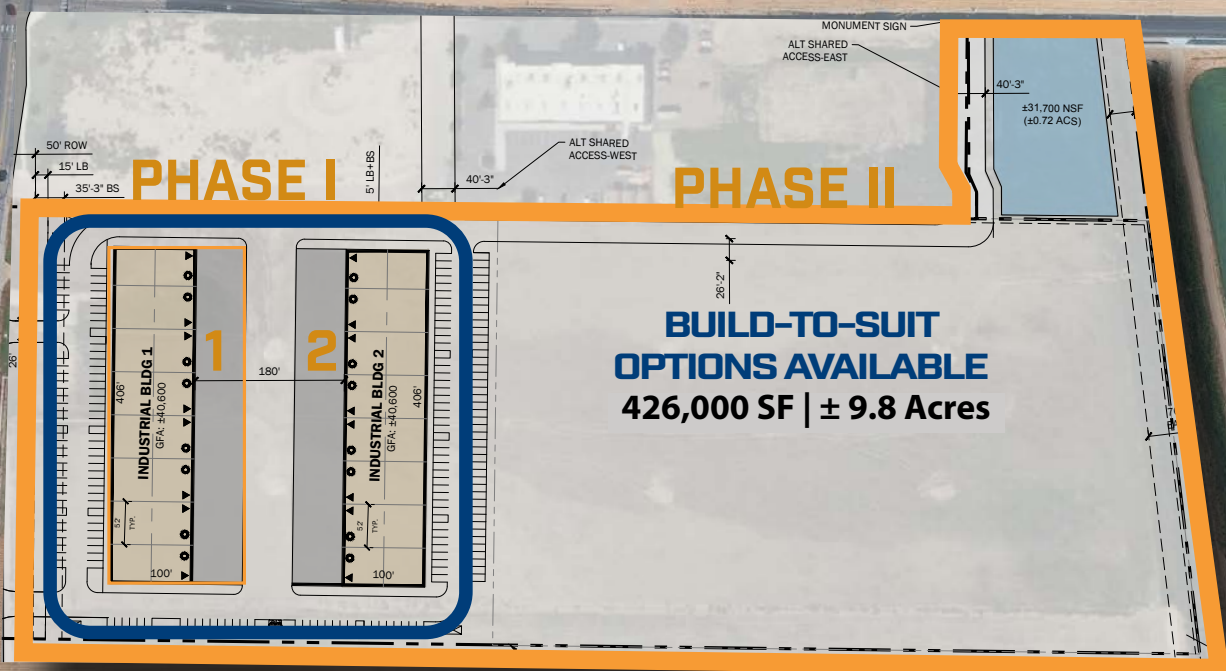 MONUMENT SIGN
ALT SHARED
ACCESS-EAST
40'-3"
±31,700 NSF
(±0.72 ACS)
50' ROW
15' LB
35'-3" BS
PHASE I
5' LB+BS
40'-3"
ALT SHARED
ACCESS-WEST
PHASE II
26'-2"
BUILD-TO-SUIT
OPTIONS AVAILABLE
426,000 SF | ± 9.8 Acres
1
2
180'
26'
406'
INDUSTRIAL BLDG 1
GFA: ±40,600
52'
TYP.
100'
INDUSTRIAL BLDG 2
GFA: ±40,600
406'
52'
TYP.
100'